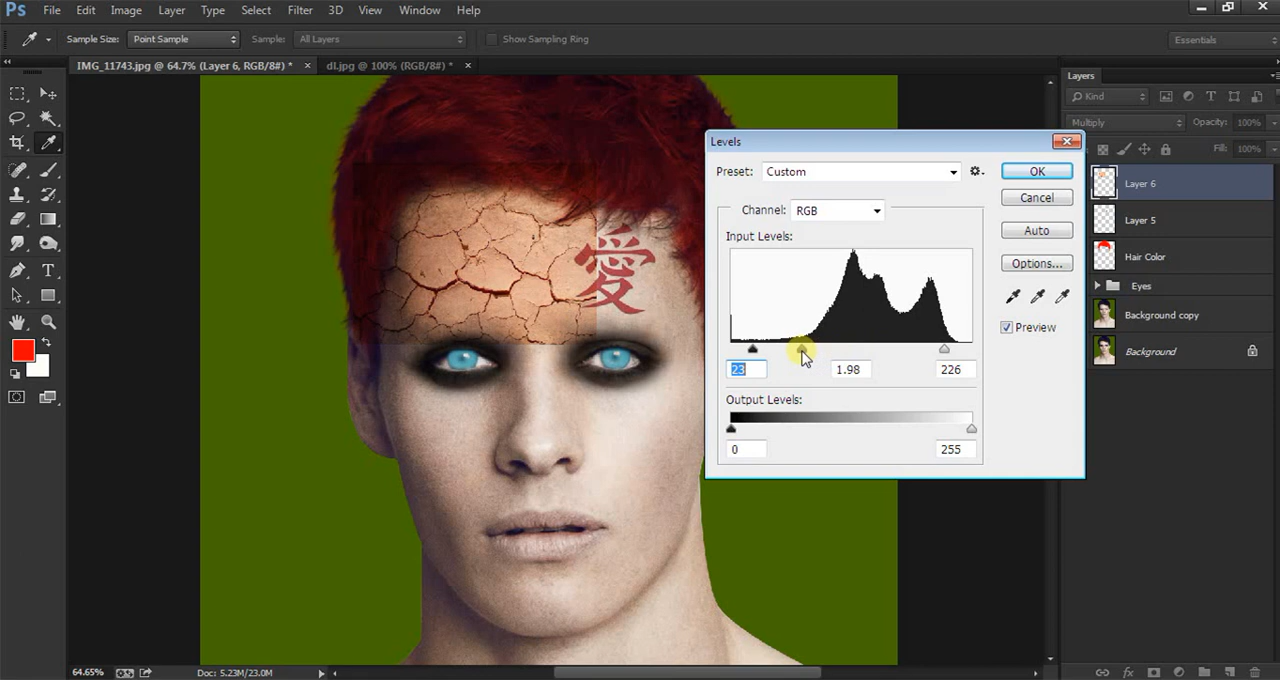 Ps File Edit Image Layer Type Select Filter 3D View Window Help
Sample Size: Point Sample Sample: All Layers Show Sampling Ring Essentials
IMG_11743.jpg @ 64.7% (Layer 6, RGB/8#) * × dl.jpg @ 100% (RGB/8#) * ×
Layers
Kind
Multiply Opacity: 100%
Fill: 100%
Layer 6
Layer 5
Hair Color
Eyes
Background copy
Background
愛
Levels
Preset: Custom OK
Cancel
Channel: RGB
Auto
Input Levels:
Options...
Preview
23 1.98 226
Output Levels:
0 255
T
64.65% Doc: 5.23M/23.0M
fx